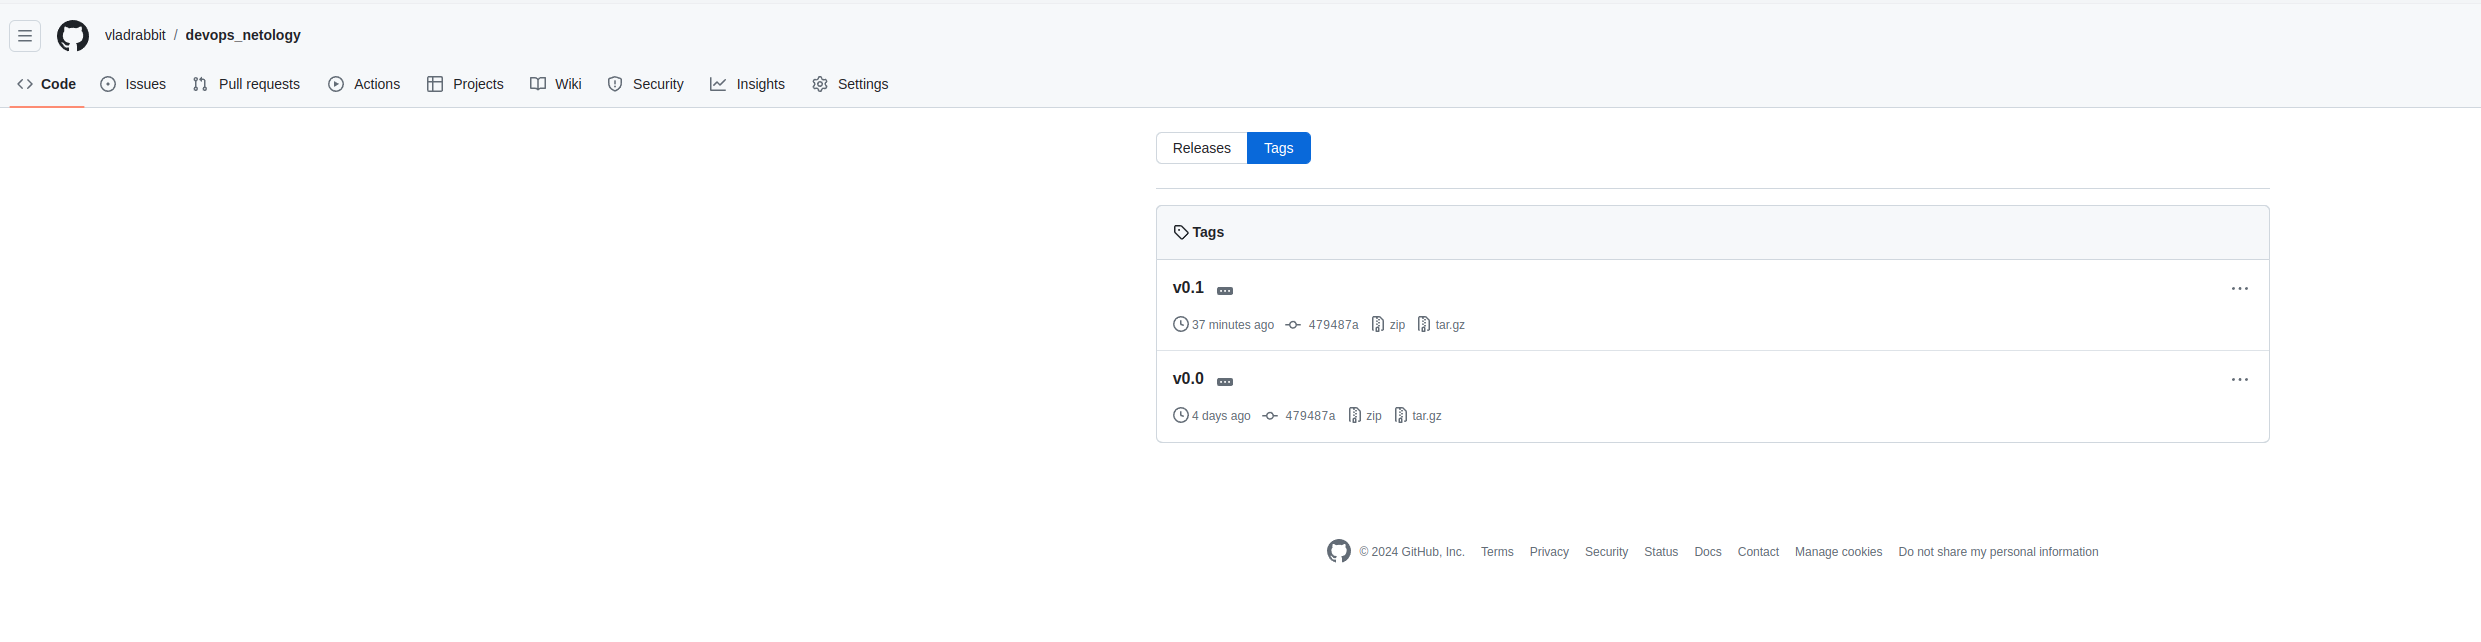 vladrabbit / devops_netology
Code Issues Pull requests Actions Projects Wiki Security Insights Settings
Releases Tags
Tags
v0.1
37 minutes ago 479487a zip tar.gz
v0.0
4 days ago 479487a zip tar.gz
© 2024 GitHub, Inc. Terms Privacy Security Status Docs Contact Manage cookies Do not share my personal information